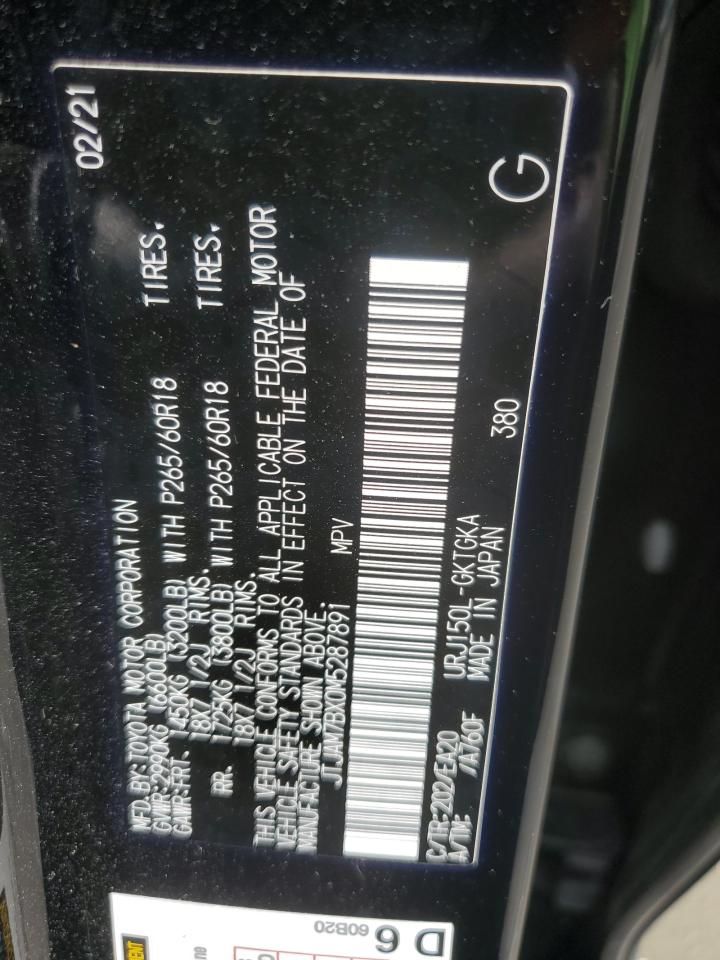 MFD.BY:TOYOTA MOTOR CORPORATION 02/21
GVWR:2990KG (6600LB)
GAWR:FRT. 1450KG (3200LB) WITH P265/60R18 TIRES.
18X7 1/2J RIMS.
RR. 1725KG (3800LB) WITH P265/60R18 TIRES.
18X7 1/2J RIMS.
THIS VEHICLE CONFORMS TO ALL APPLICABLE FEDERAL MOTOR
VEHICLE SAFETY STANDARDS IN EFFECT ON THE DATE OF
MANUFACTURE SHOWN ABOVE.
JTJAM7BX0M5287891 MPV
C/TR:202/EA20 URJ150L-GKTGKA
A/TM: /A760F MADE IN JAPAN
380 G
D 6
60B20